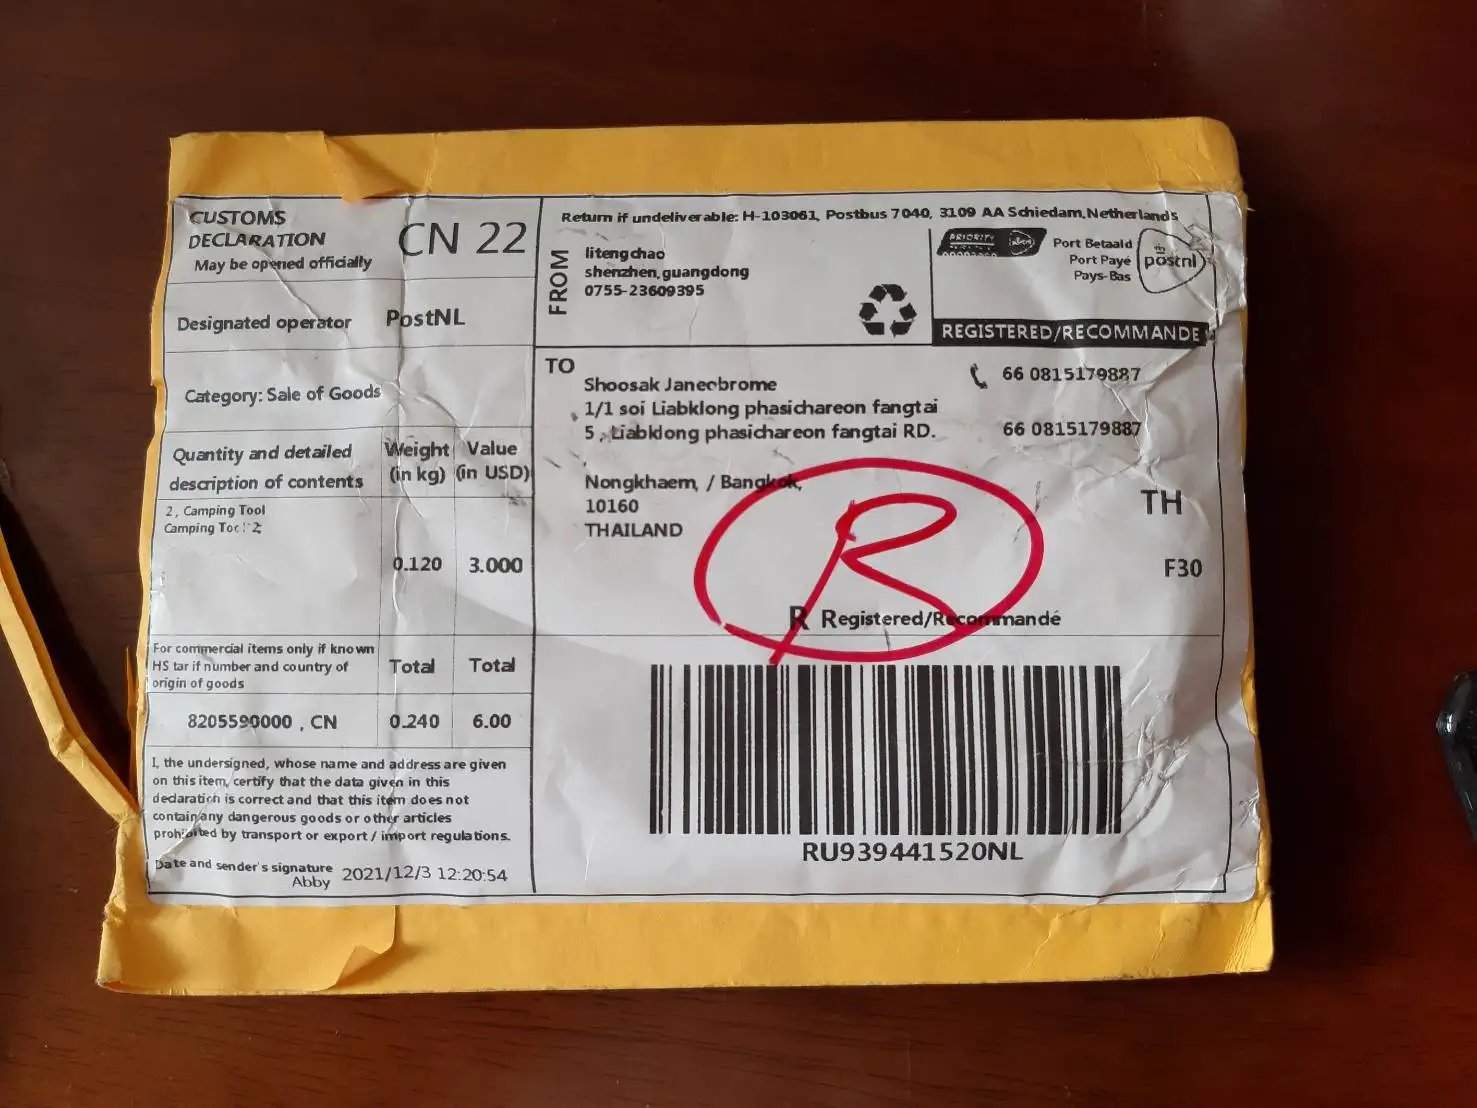 CUSTOMS
DECLARATION
May be opened officially
CN 22
Designated operator PostNL
Category: Sale of Goods
Quantity and detailed
description of contents
Weight
(in kg)
Value
(in USD)
2, Camping Tool
Camping Tool 2;
0.120 3.000
For commercial items only if known
HS tarif number and country of
origin of goods
Total Total
8205590000 , CN 0.240 6.00
I, the undersigned, whose name and address are given
on this item, certify that the data given in this
declaration is correct and that this item does not
contain any dangerous goods or other articles
prohibited by transport or export / import regulations.
Date and sender's signature
Abby 2021/12/3 12:20:54
Return if undeliverable: H-103061, Postbus 7040, 3109 AA Schiedam, Netherlands
FROM
litengchao
shenzhen, guangdong
0755-23609395
PRIORITY
Port Betaald
Port Payé
Pays-Bas
postnl
REGISTERED/RECOMMANDE
TO
Shoosak Janecbrome
1/1 soi Liabklong phasichareon fangtai
5 , Liabklong phasichareon fangtai RD.
66 0815179887
66 0815179887
Nongkhaem, / Bangkok,
10160
THAILAND
TH
F30
R
R Registered/Recommandé
RU939441520NL